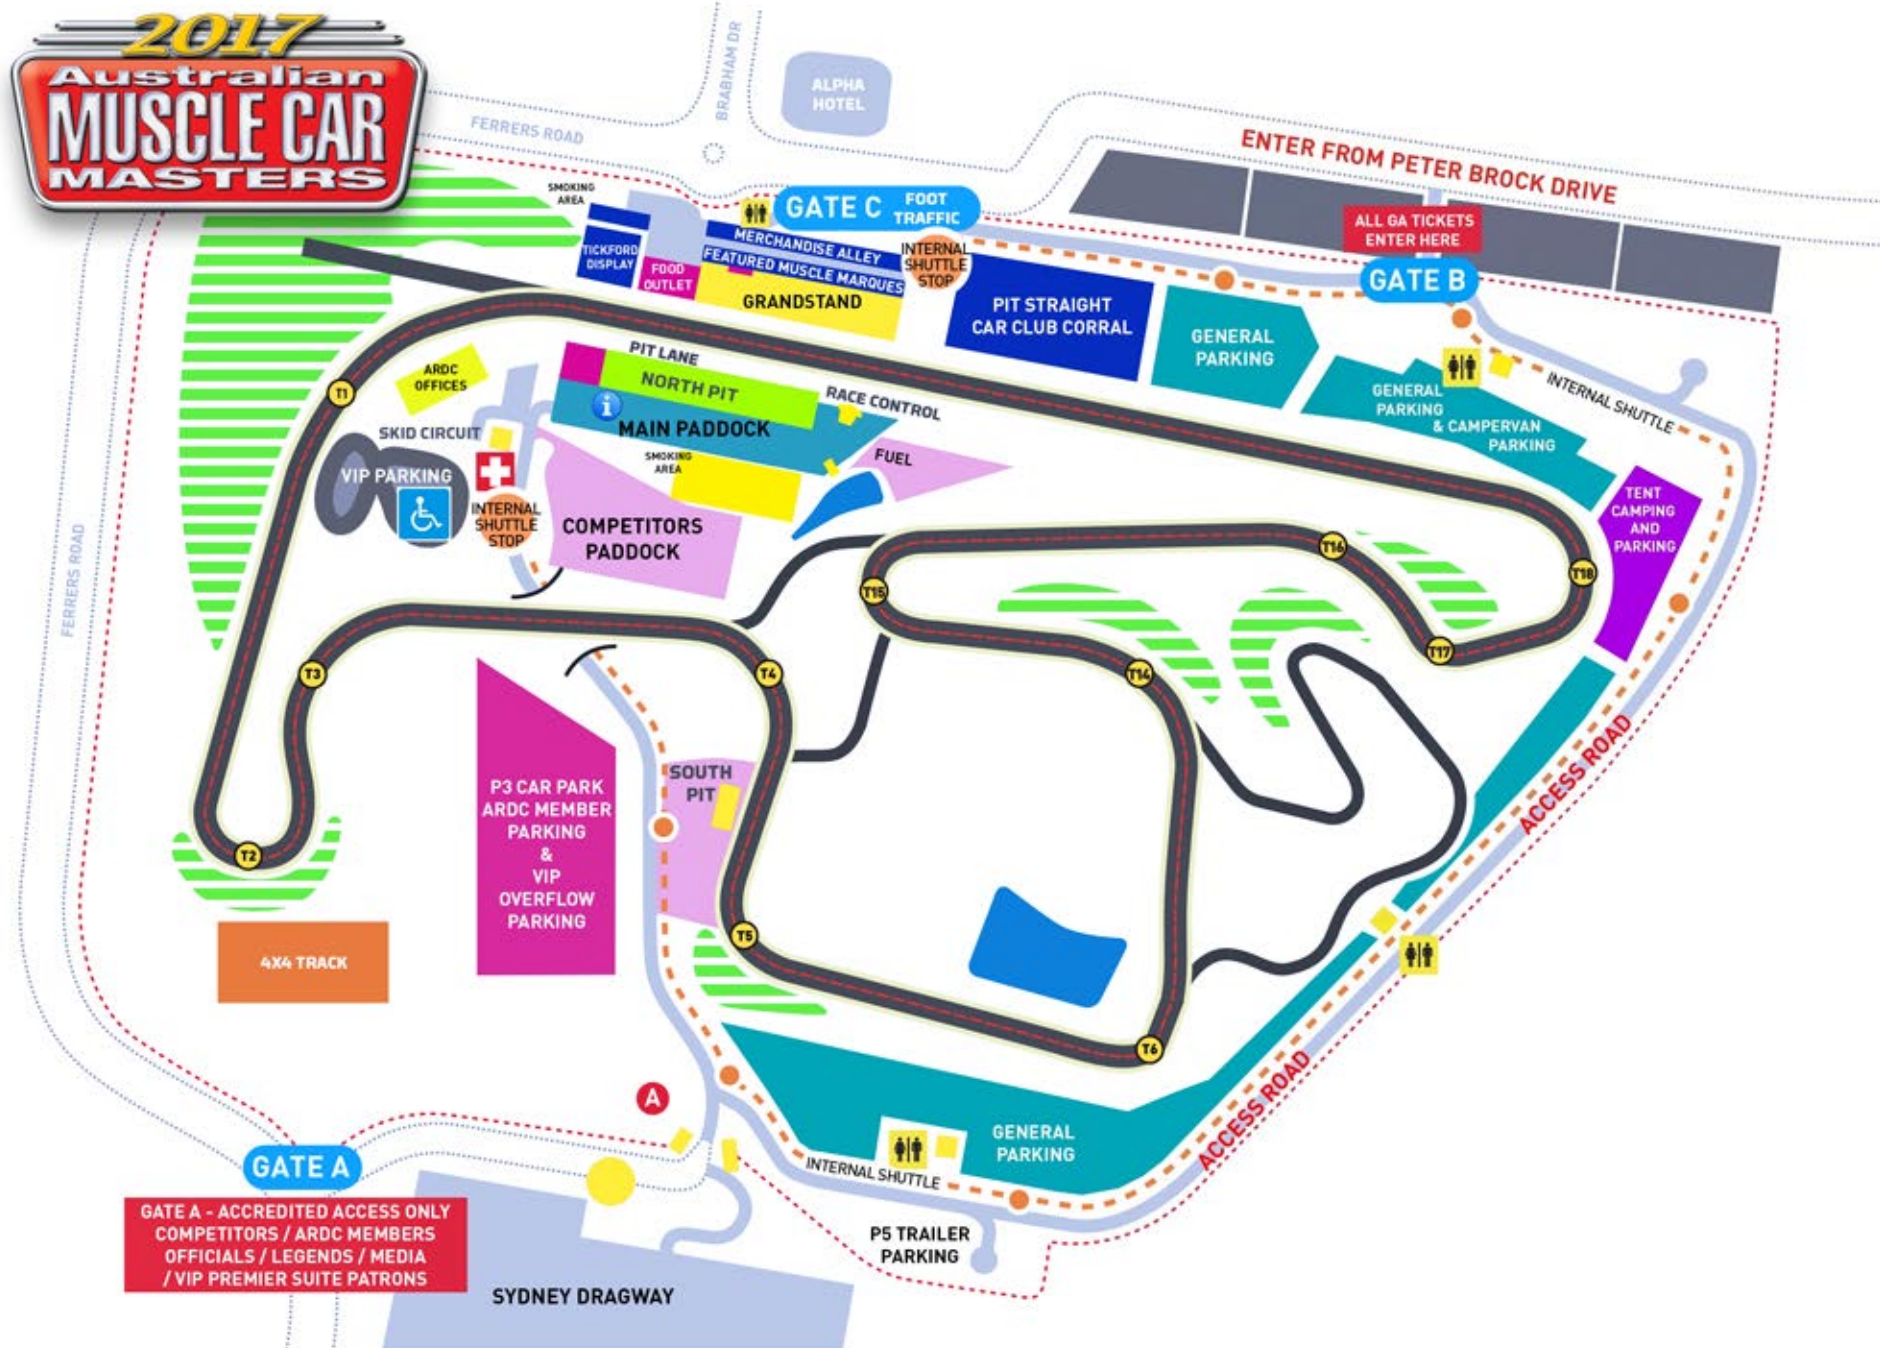 2017
Australian
MUSCLE CAR
MASTERS
FERRERS ROAD
BRABHAM DR
ALPHA
HOTEL
ENTER FROM PETER BROCK DRIVE
SMOKING
AREA
GATE C
FOOT
TRAFFIC
ALL GA TICKETS
ENTER HERE
GATE B
TICKFORD
DISPLAY
FOOD
OUTLET
MERCHANDISE ALLEY
FEATURED MUSCLE MARQUES
GRANDSTAND
INTERNAL
SHUTTLE
STOP
PIT STRAIGHT
CAR CLUB CORRAL
GENERAL
PARKING
GENERAL
PARKING
& CAMPERVAN
PARKING
INTERNAL SHUTTLE
TENT
CAMPING
AND
PARKING
PIT LANE
NORTH PIT
RACE CONTROL
i
MAIN PADDOCK
SMOKING
AREA
FUEL
ARDC
OFFICES
T1
SKID CIRCUIT
VIP PARKING
INTERNAL
SHUTTLE
STOP
COMPETITORS
PADDOCK
FERRERS ROAD
T16
T18
T15
T17
T3
T4
T14
P3 CAR PARK
ARDC MEMBER
PARKING
&
VIP
OVERFLOW
PARKING
SOUTH
PIT
ACCESS ROAD
T2
T5
4X4 TRACK
T6
A
GENERAL
PARKING
ACCESS ROAD
INTERNAL SHUTTLE
GATE A
GATE A - ACCREDITED ACCESS ONLY
COMPETITORS / ARDC MEMBERS
OFFICIALS / LEGENDS / MEDIA
/ VIP PREMIER SUITE PATRONS
P5 TRAILER
PARKING
SYDNEY DRAGWAY